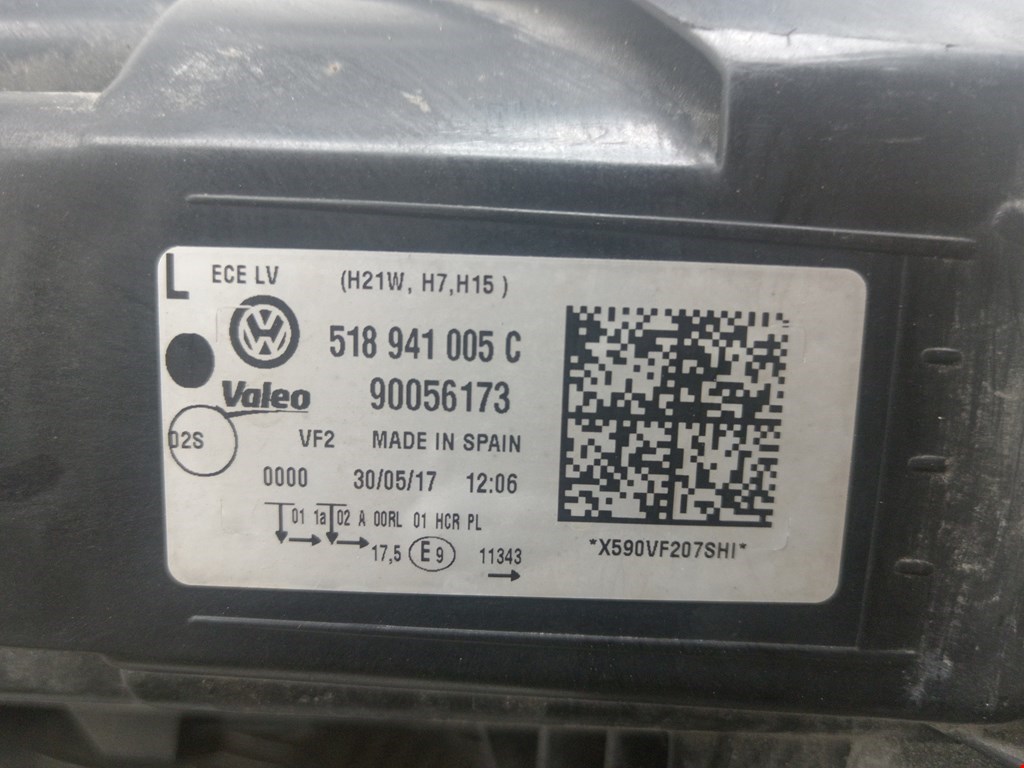 L ECE LV (H21W, H7,H15 )
518 941 005 C
Valeo 90056173
02S VF2 MADE IN SPAIN
0000 30/05/17 12:06
01 1a 02 A 00RL 01 HCR PL
17,5 E9 11343
*X590VF207SHI*